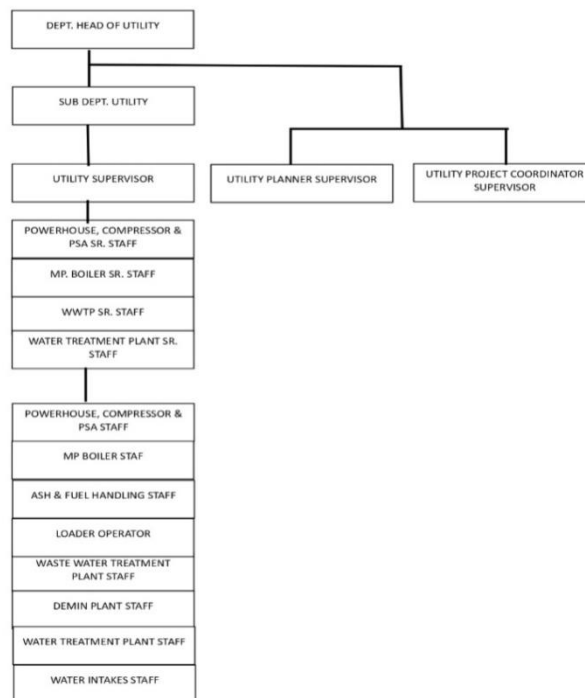 DEPT. HEAD OF UTILITY
SUB DEPT. UTILITY
UTILITY SUPERVISOR
UTILITY PLANNER SUPERVISOR
UTILITY PROJECT COORDINATOR
SUPERVISOR
POWERHOUSE, COMPRESSOR &
PSA SR. STAFF
MP. BOILER SR. STAFF
WWTP SR. STAFF
WATER TREATMENT PLANT SR.
STAFF
POWERHOUSE, COMPRESSOR &
PSA STAFF
MP BOILER STAF
ASH & FUEL HANDLING STAFF
LOADER OPERATOR
WASTE WATER TREATMENT
PLANT STAFF
DEMIN PLANT STAFF
WATER TREATMENT PLANT STAFF
WATER INTAKES STAFF